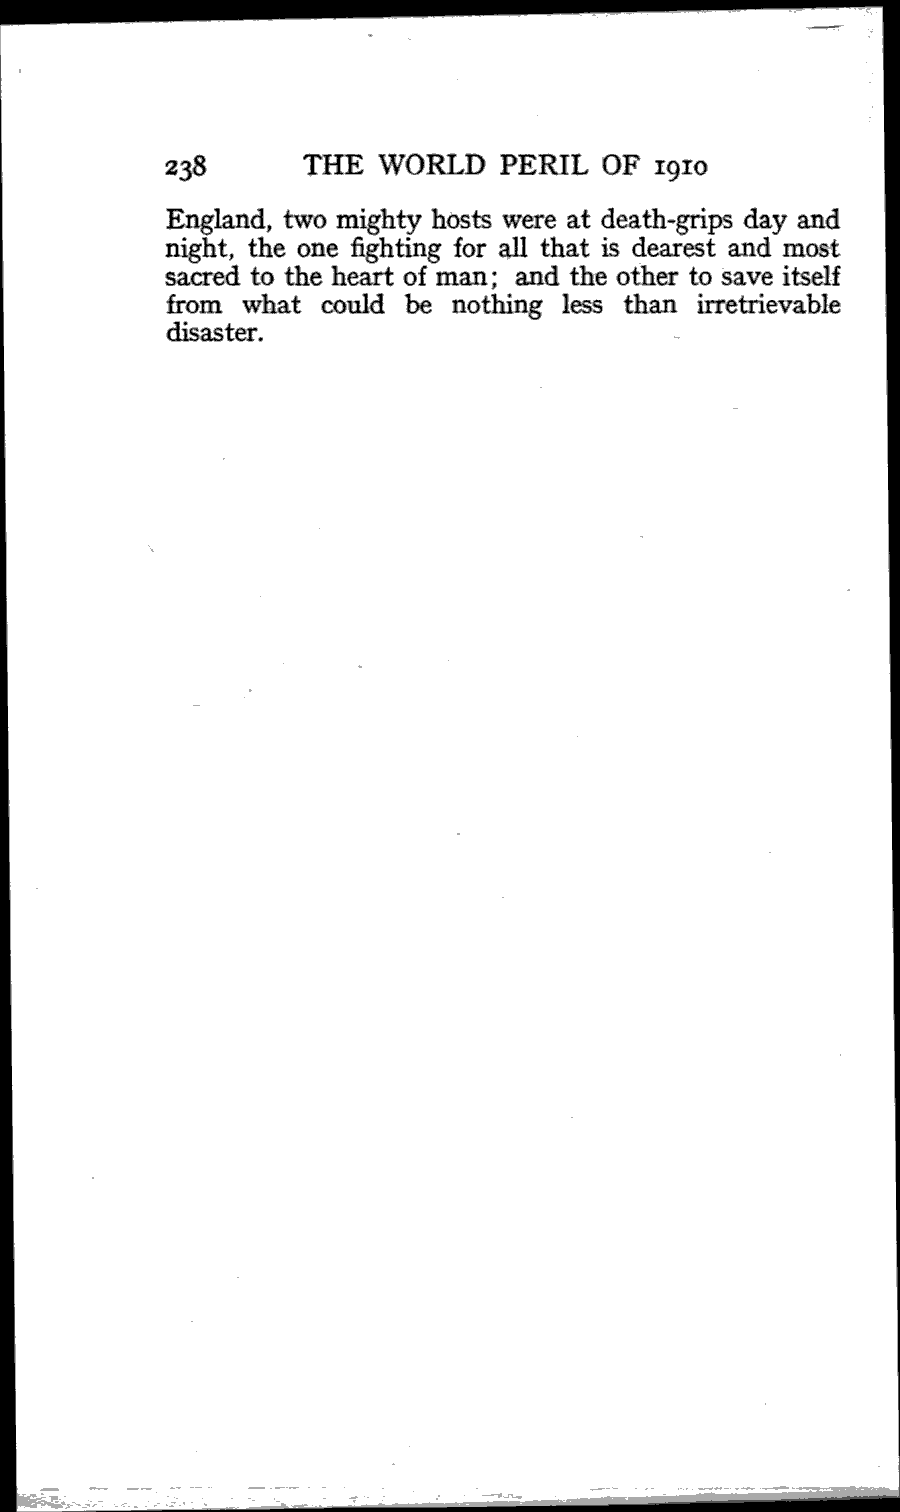 238 THE WORLD PERIL OF 1910
England, two mighty hosts were at death-grips day and
night, the one fighting for all that is dearest and most
sacred to the heart of man; and the other to save itself
from what could be nothing less than irretrievable
disaster.